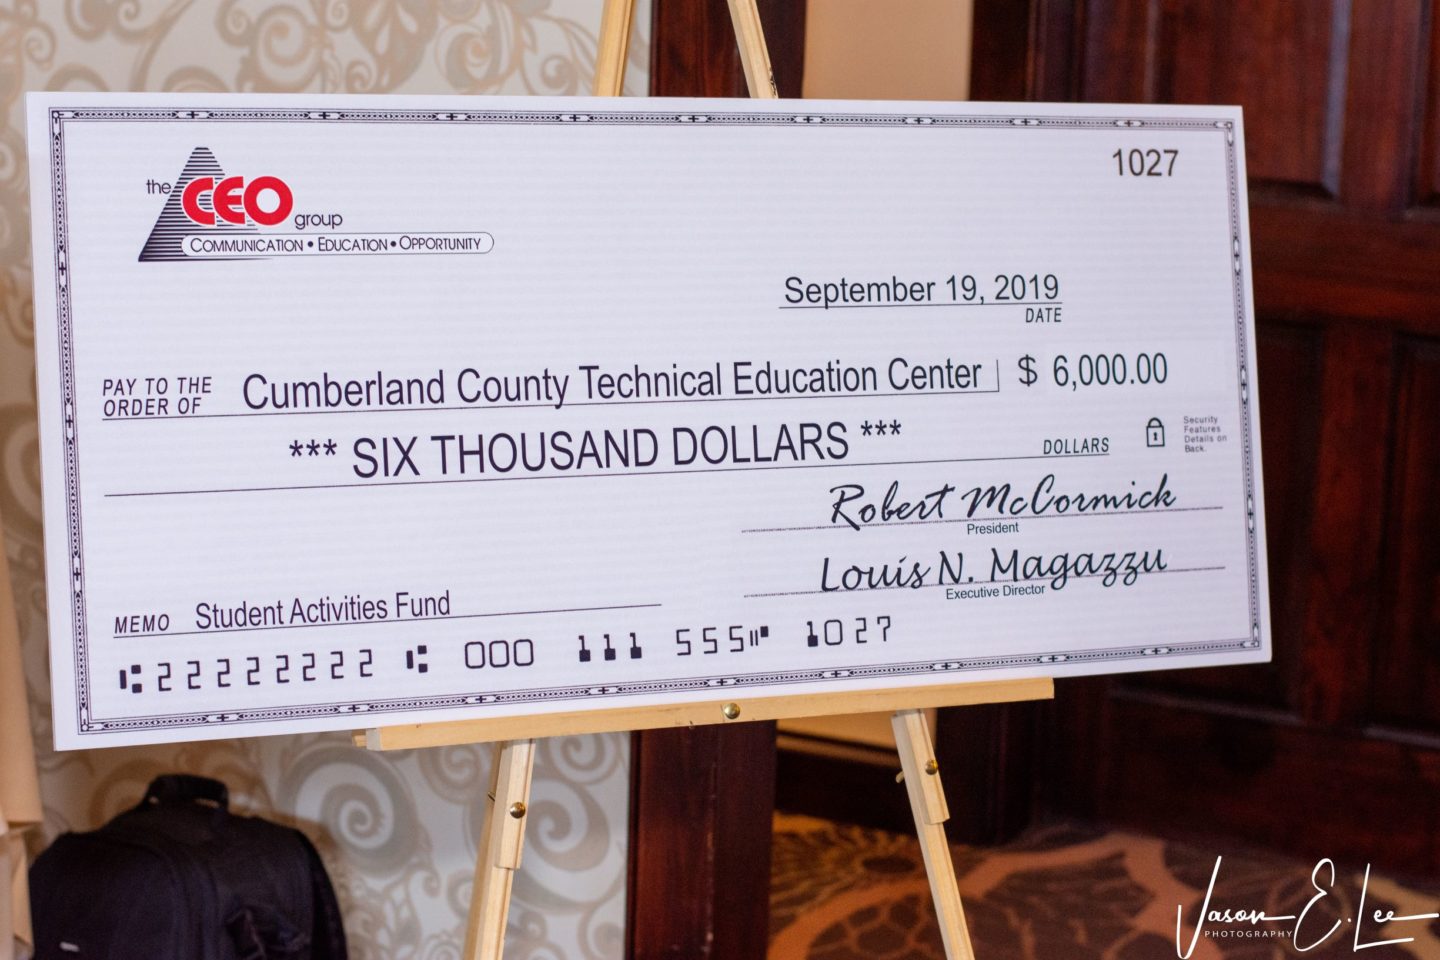 1027
the CEO group
COMMUNICATION • EDUCATION • OPPORTUNITY
September 19, 2019
DATE
PAY TO THE
ORDER OF
Cumberland County Technical Education Center $ 6,000.00
*** SIX THOUSAND DOLLARS ***
DOLLARS
Security
Features
Details on
Back.
Robert McCormick
President
Louis N. Magazzu
Executive Director
MEMO Student Activities Fund
⑆22222222⑆ 000 111 555⑈ 1027
Jason E. Lee
PHOTOGRAPHY